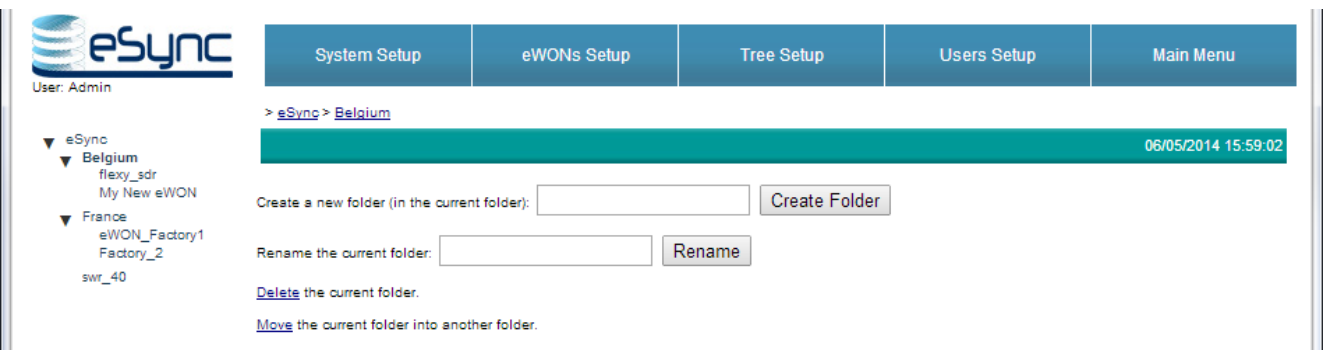 eSync
User: Admin
System Setup
eWONs Setup
Tree Setup
Users Setup
Main Menu
> eSync > Belgium
06/05/2014 15:59:02
eSync
Belgium
flexy_sdr
My New eWON
France
eWON_Factory1
Factory_2
swr_40
Create a new folder (in the current folder): Create Folder
Rename the current folder: Rename
Delete the current folder.
Move the current folder into another folder.